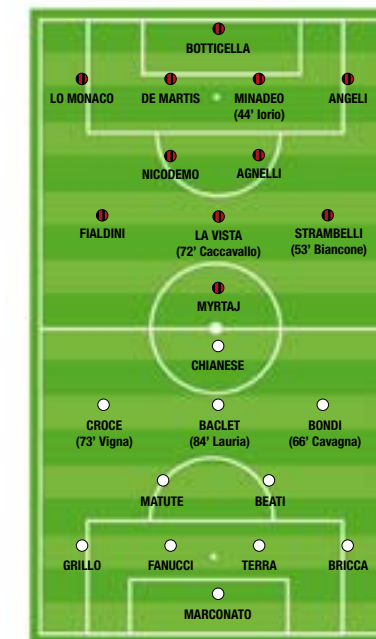 BOTTICELLA
LO MONACO DE MARTIS MINADEO ANGELI
(44' Iorio)
NICODEMO AGNELLI
FIALDINI LA VISTA STRAMBELLI
(72' Caccavallo) (53' Biancone)
MYRTAJ
CHIANESE
CROCE BACLET BONDI
(73' Vigna) (84' Lauria) (66' Cavagna)
MATUTE BEATI
GRILLO FANUCCI TERRA BRICCA
MARCONATO